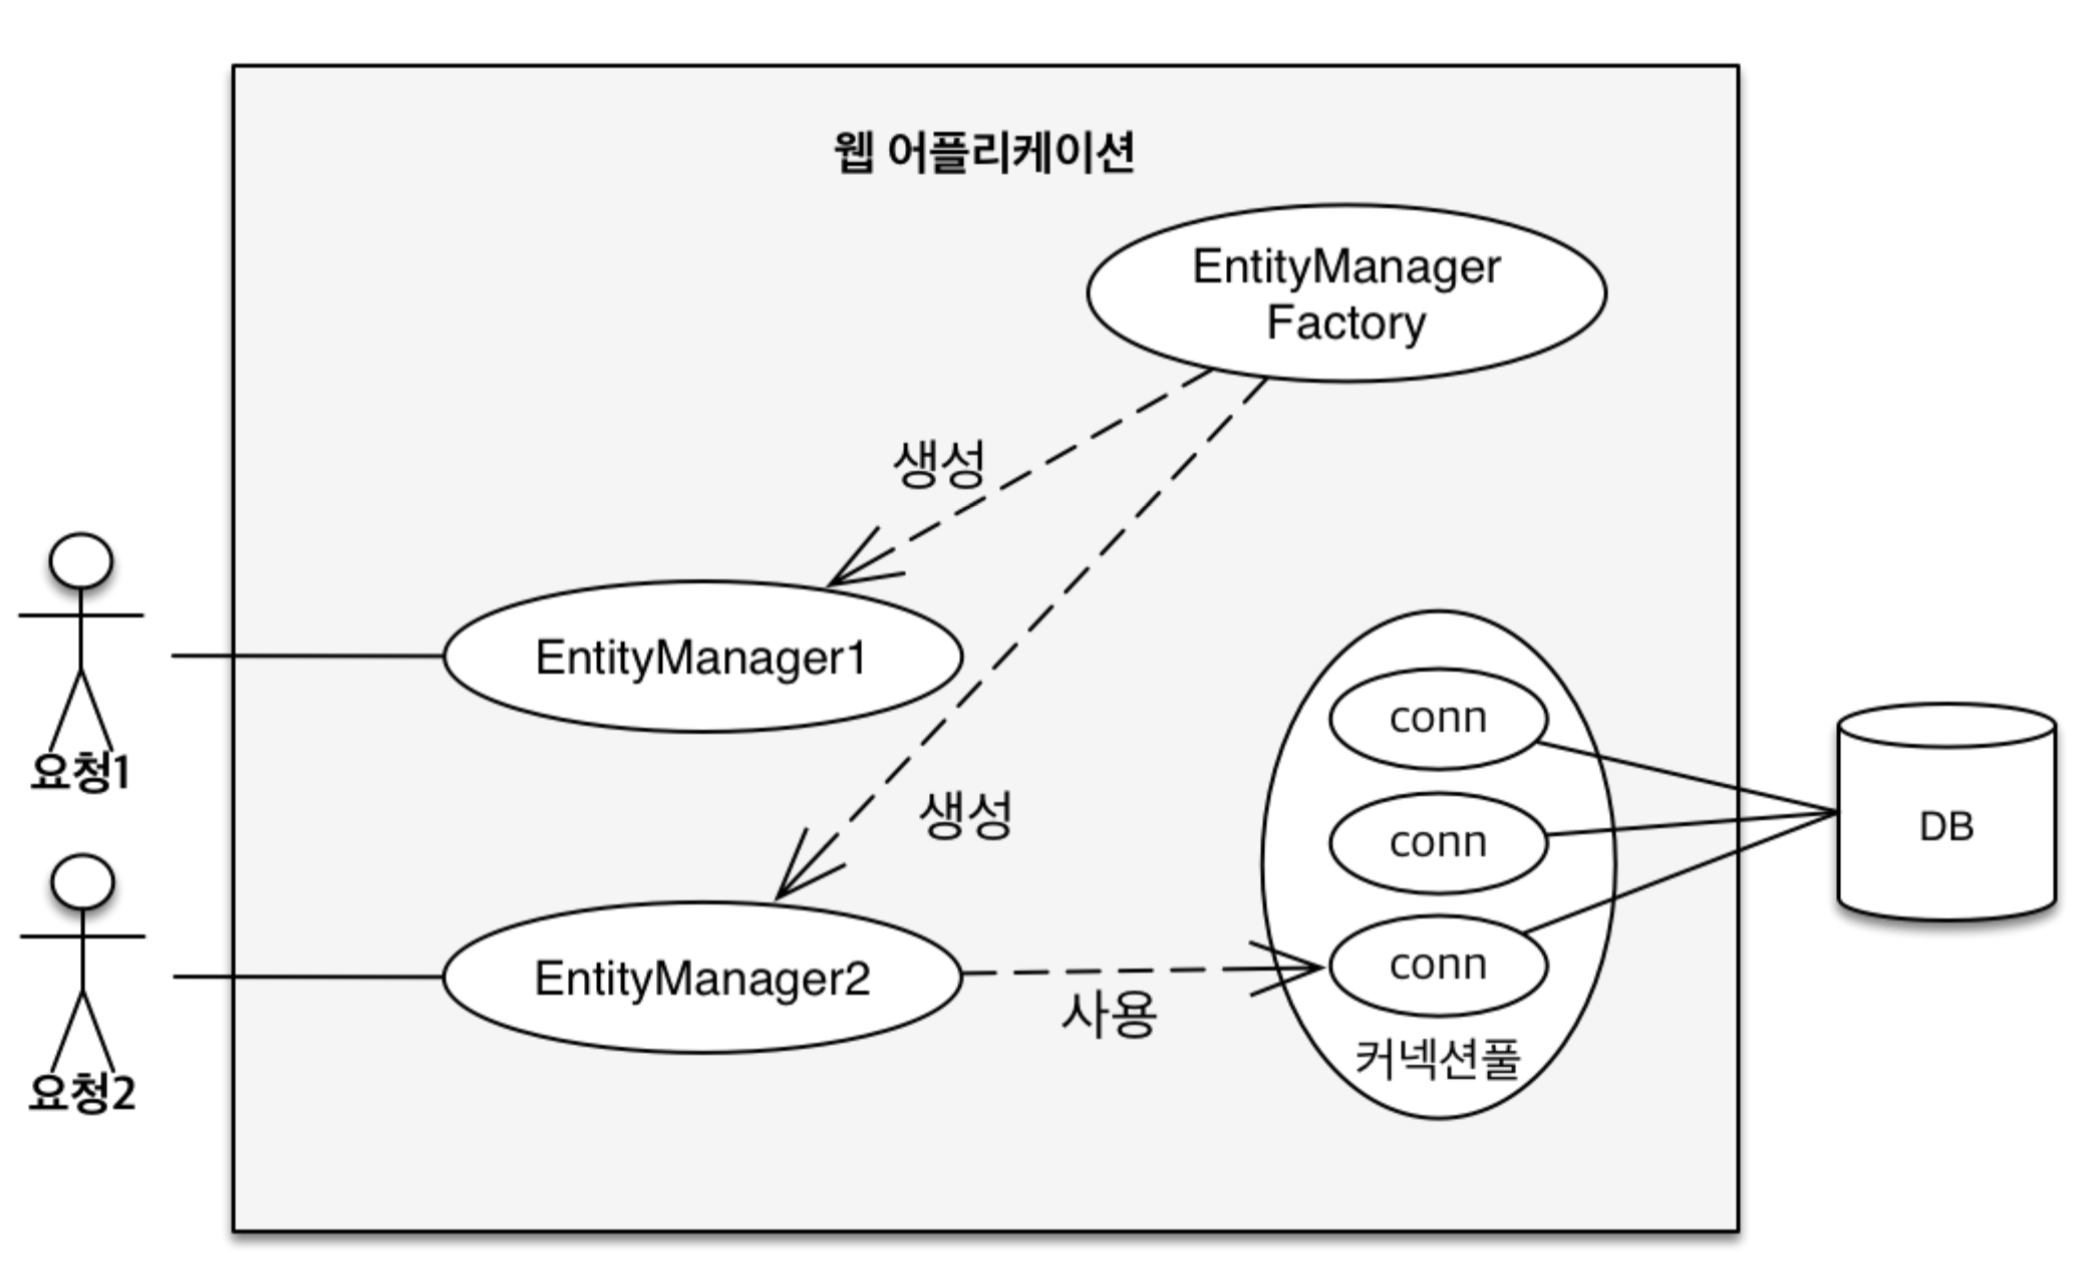 웹 어플리케이션
EntityManager
Factory
생성
EntityManager1
요청1
conn
conn
DB
생성
EntityManager2
conn
사용
커넥션풀
요청2